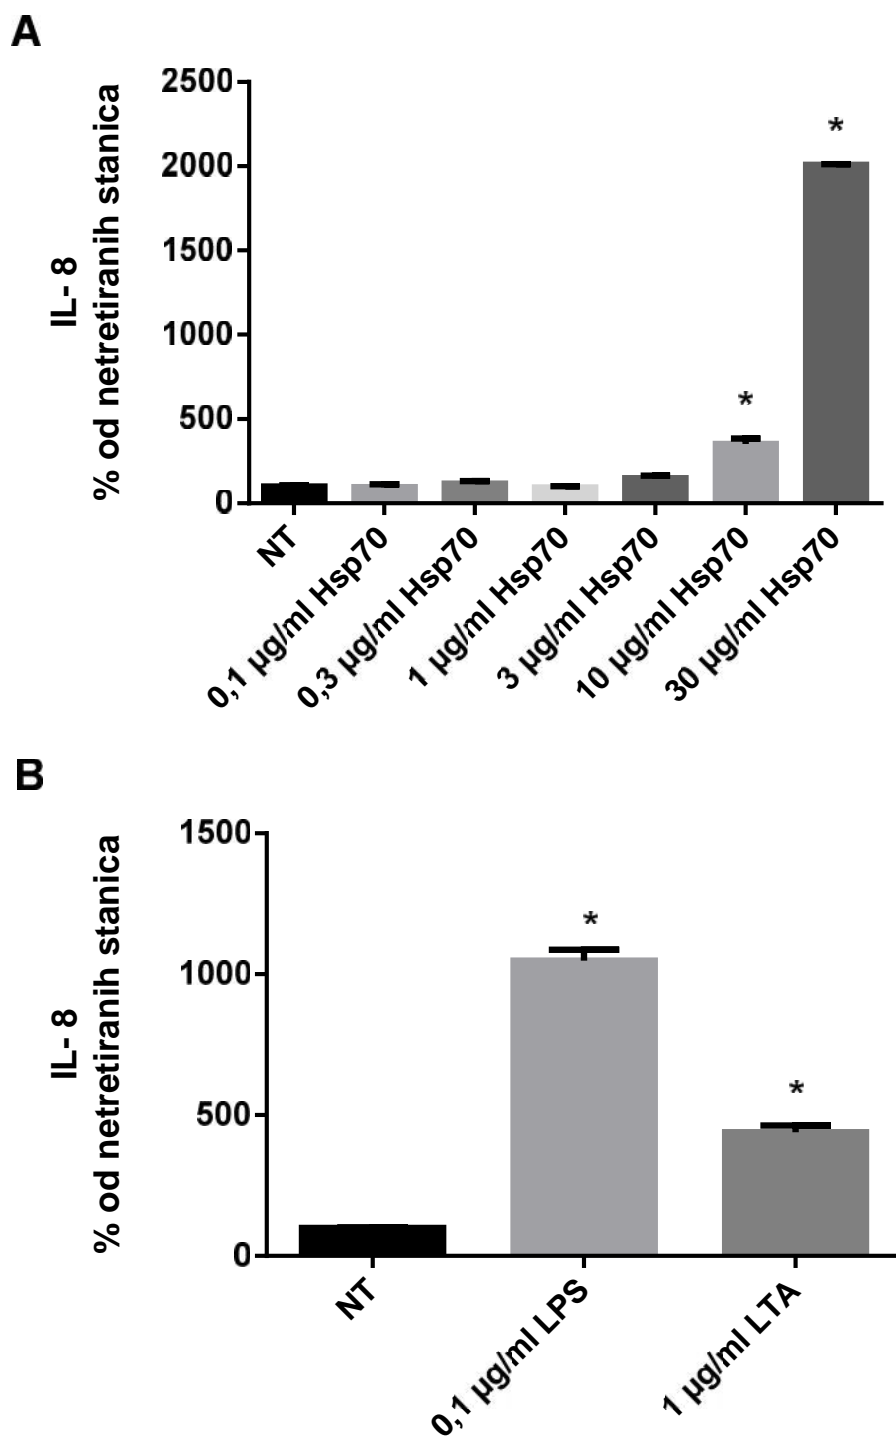 A
IL- 8
% od netretiranih stanica
2500
2000
1500
1000
500
0
*
*
NT
0,1 µg/ml Hsp70
0,3 µg/ml Hsp70
1 µg/ml Hsp70
3 µg/ml Hsp70
10 µg/ml Hsp70
30 µg/ml Hsp70
B
IL- 8
% od netretiranih stanica
1500
1000
500
0
*
*
NT
0,1 µg/ml LPS
1 µg/ml LTA